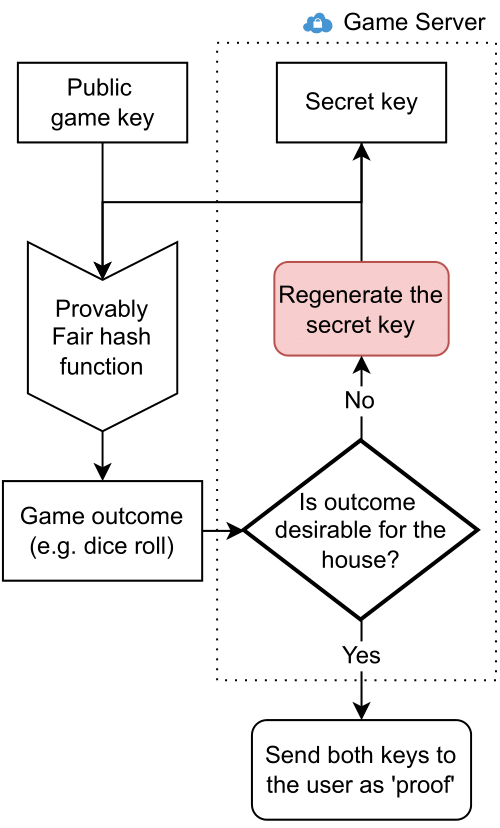 Game Server
Public
game key
Secret key
Provably
Fair hash
function
Regenerate the
secret key
No
Game outcome
(e.g. dice roll)
Is outcome
desirable for the
house?
Yes
Send both keys to
the user as 'proof'